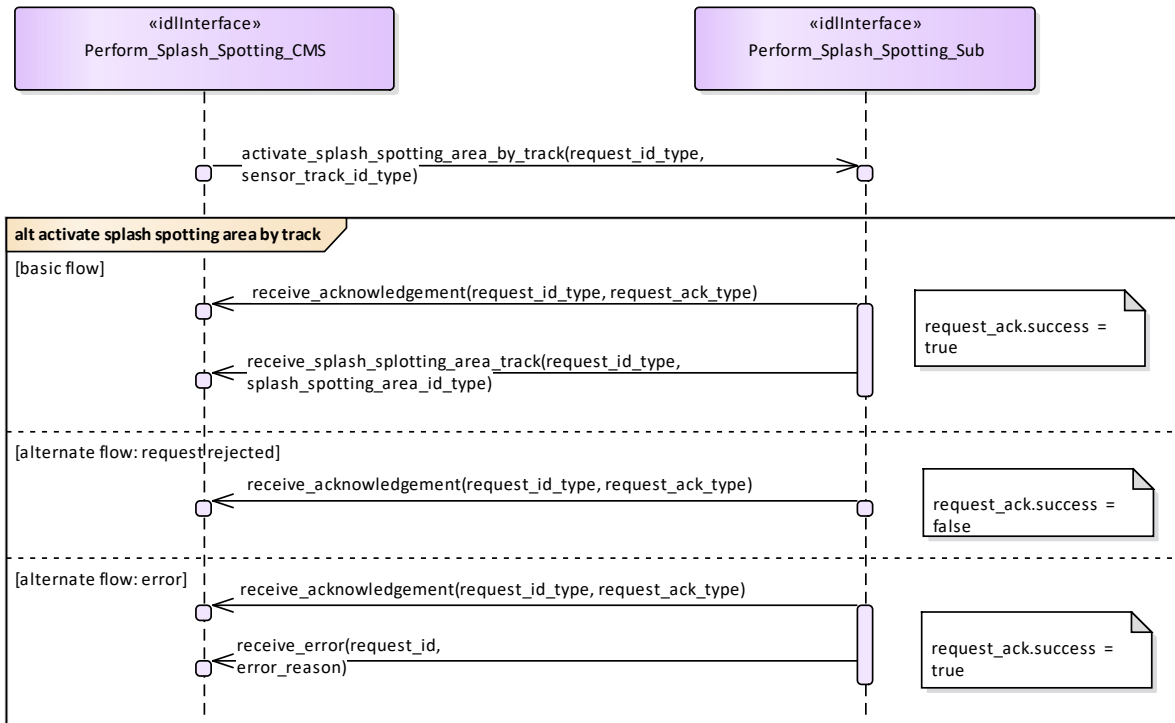 «idlInterface»
Perform_Splash_Spotting_CMS
«idlInterface»
Perform_Splash_Spotting_Sub
activate_splash_spotting_area_by_track(request_id_type,
sensor_track_id_type)
alt activate splash spotting area by track
[basic flow]
receive_acknowledgement(request_id_type, request_ack_type)
request_ack.success =
true
receive_splash_splotting_area_track(request_id_type,
splash_spotting_area_id_type)
[alternate flow: request rejected]
receive_acknowledgement(request_id_type, request_ack_type)
request_ack.success =
false
[alternate flow: error]
receive_acknowledgement(request_id_type, request_ack_type)
receive_error(request_id,
error_reason)
request_ack.success =
true